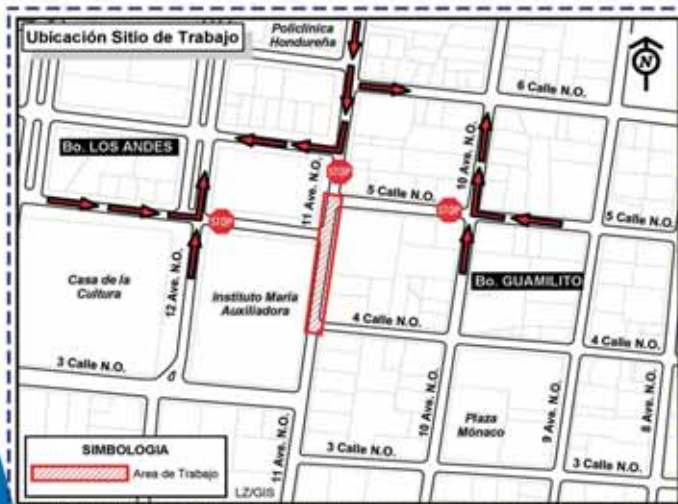 Ubicación Sitio de Trabajo
Policlínica
Hondureña
N
6 Calle N.O.
Bo. LOS ANDES
11 Ave. N.O.
STOP
10 Ave. N.O.
5 Calle N.O.
STOP
STOP
5 Calle N.O.
Casa de la
Cultura
12 Ave. N.O.
Instituto María
Auxiliadora
Bo. GUAMILITO
4 Calle N.O.
4 Calle N.O.
3 Calle N.O.
10 Ave. N.O.
Plaza
Mónaco
9 Ave. N.O.
8 Ave. N.O.
11 Ave. N.O.
3 Calle N.O.
3 Calle N.O.
SIMBOLOGIA
Area de Trabajo
LZ/GIS